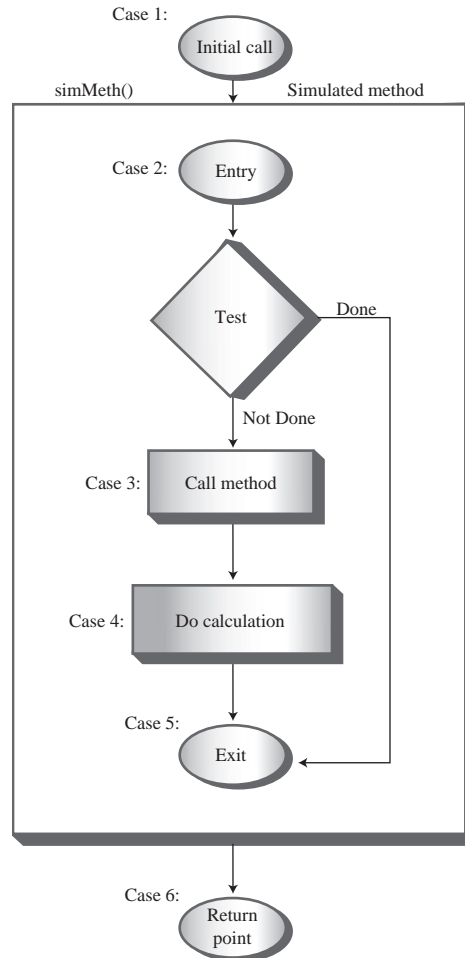 Case 1:
Initial call
simMeth()
Simulated method
Case 2:
Entry
Test
Done
Not Done
Case 3:
Call method
Case 4:
Do calculation
Case 5:
Exit
Case 6:
Return
point